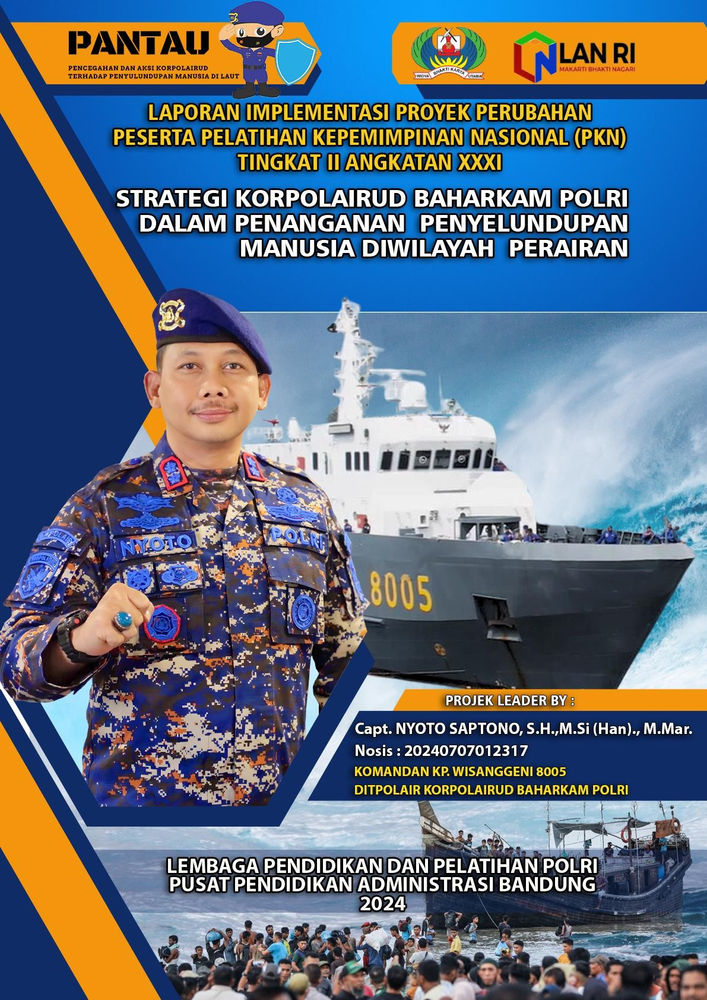 PANTAU
PENCEGAHAN DAN AKSI KORPOLAIRUD
TERHADAP PENYULUNDUPAN MANUSIA DI LAUT
WIDYA BHAKTI KARYA UTAMA
LAN RI
MAKARTI BHAKTI NAGARI
LAPORAN IMPLEMENTASI PROYEK PERUBAHAN
PESERTA PELATIHAN KEPEMIMPINAN NASIONAL (PKN)
TINGKAT II ANGKATAN XXXI
STRATEGI KORPOLAIRUD BAHARKAM POLRI
DALAM PENANGANAN PENYELUNDUPAN
MANUSIA DIWILAYAH PERAIRAN
NYOTO
POLRI
KORPOLAIRUD
8005
PROJEK LEADER BY :
Capt. NYOTO SAPTONO, S.H.,M.Si (Han)., M.Mar.
Nosis : 20240707012317
KOMANDAN KP. WISANGGENI 8005
DITPOLAIR KORPOLAIRUD BAHARKAM POLRI
LEMBAGA PENDIDIKAN DAN PELATIHAN POLRI
PUSAT PENDIDIKAN ADMINISTRASI BANDUNG
2024